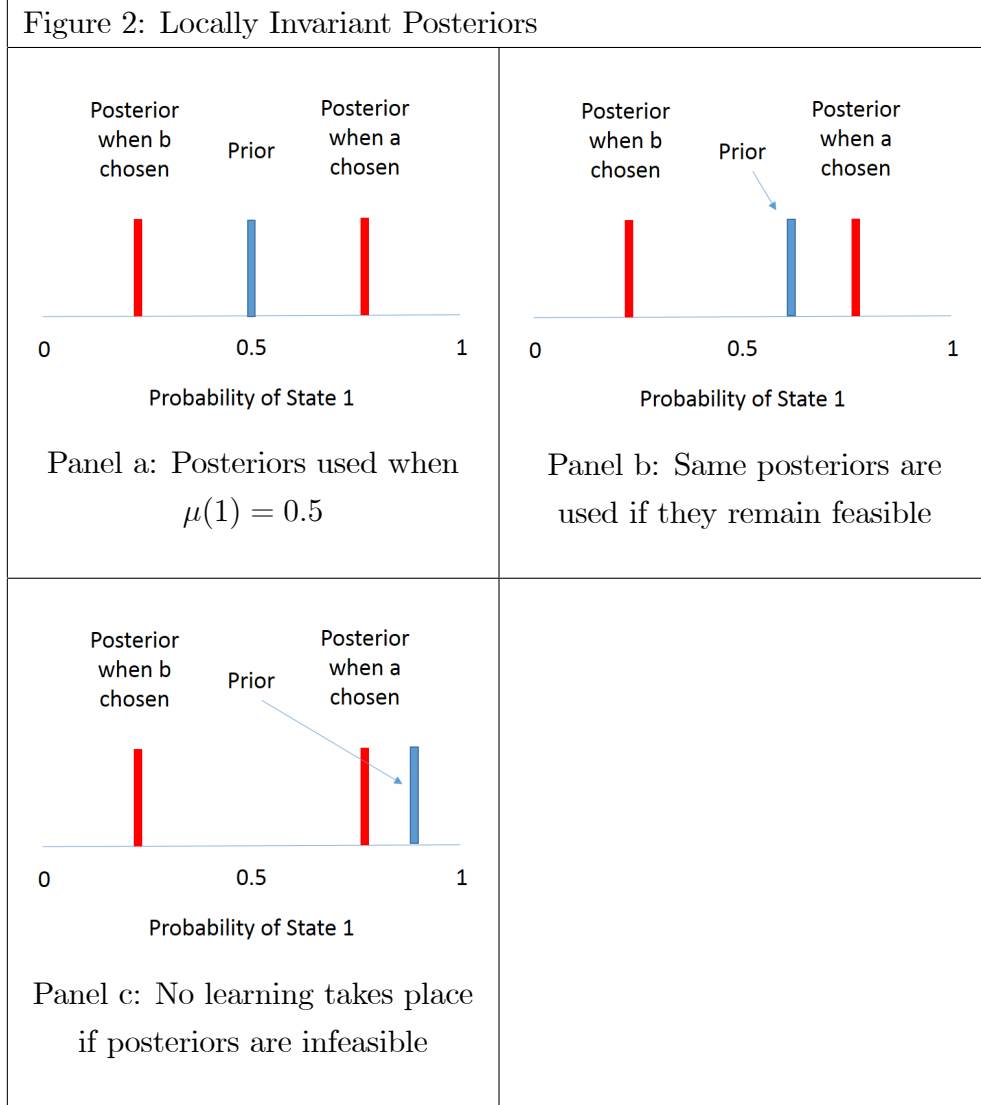 Figure 2: Locally Invariant Posteriors
Posterior
when b
chosen
Prior
Posterior
when a
chosen
0
0.5
1
Probability of State 1
Panel a: Posteriors used when
μ(1) = 0.5
Posterior
when b
chosen
Prior
Posterior
when a
chosen
0
0.5
1
Probability of State 1
Panel b: Same posteriors are
used if they remain feasible
Posterior
when b
chosen
Prior
Posterior
when a
chosen
0
0.5
1
Probability of State 1
Panel c: No learning takes place
if posteriors are infeasible